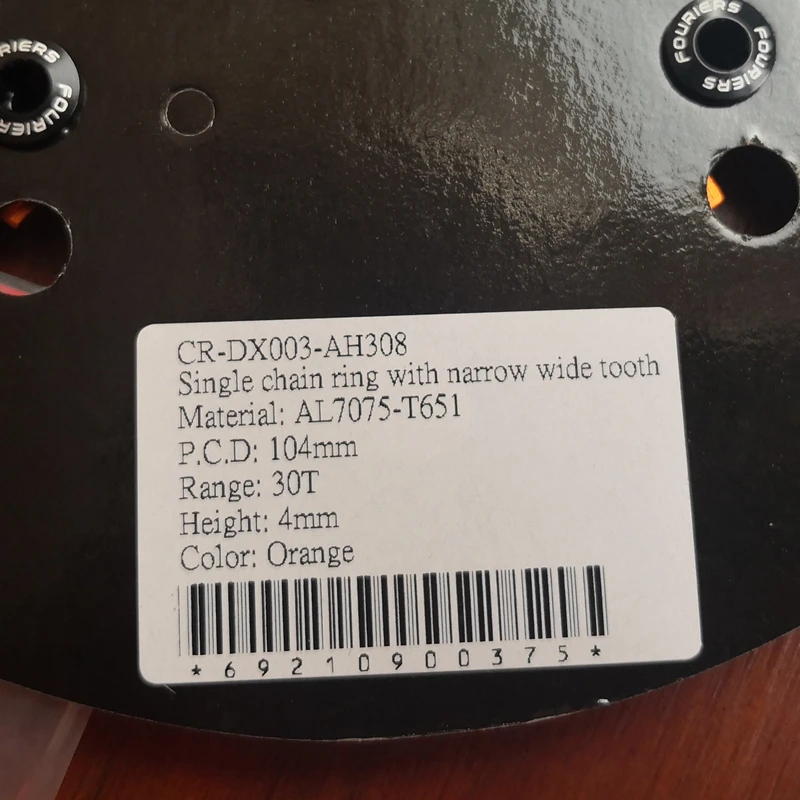 FOURIERS FOURIERS
FOURIERS FOURIERS
CR-DX003-AH308
Single chain ring with narrow wide tooth
Material: AL7075-T651
P.C.D: 104mm
Range: 30T
Height: 4mm
Color: Orange
*6921090037 5*